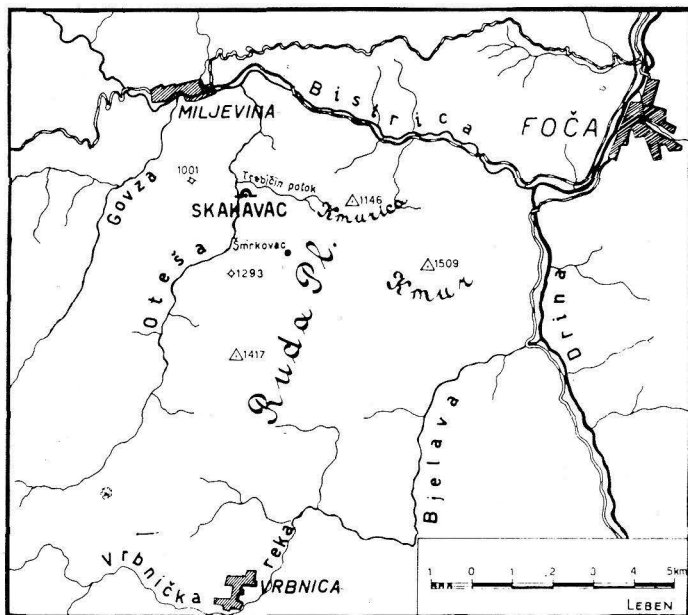 Bistrica
MILJEVINA
FOČA
Govza
1001
Trebičin potok
SKAKAVAC
1146
Kmurica
Oteša
Šmrkovac
1293
Ruda Pl.
1509
Kmur
Drina
1417
Bjelava
Vrbnička reka
VRBNICA
1 0 1 2 3 4 5km
LEBEN